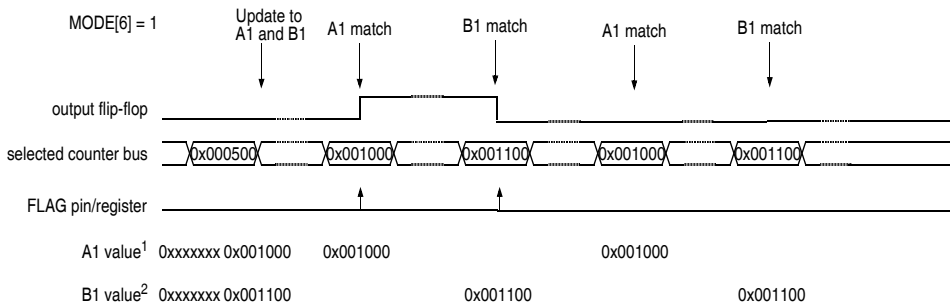 MODE[6] = 1
Update to
A1 and B1
A1 match
B1 match
A1 match
B1 match
output flip-flop
selected counter bus 0x000500 0x001000 0x001100 0x001000 0x001100
FLAG pin/register
A1 value1 0xxxxxxx 0x001000 0x001000 0x001000
B1 value2 0xxxxxxx 0x001100 0x001100 0x001100